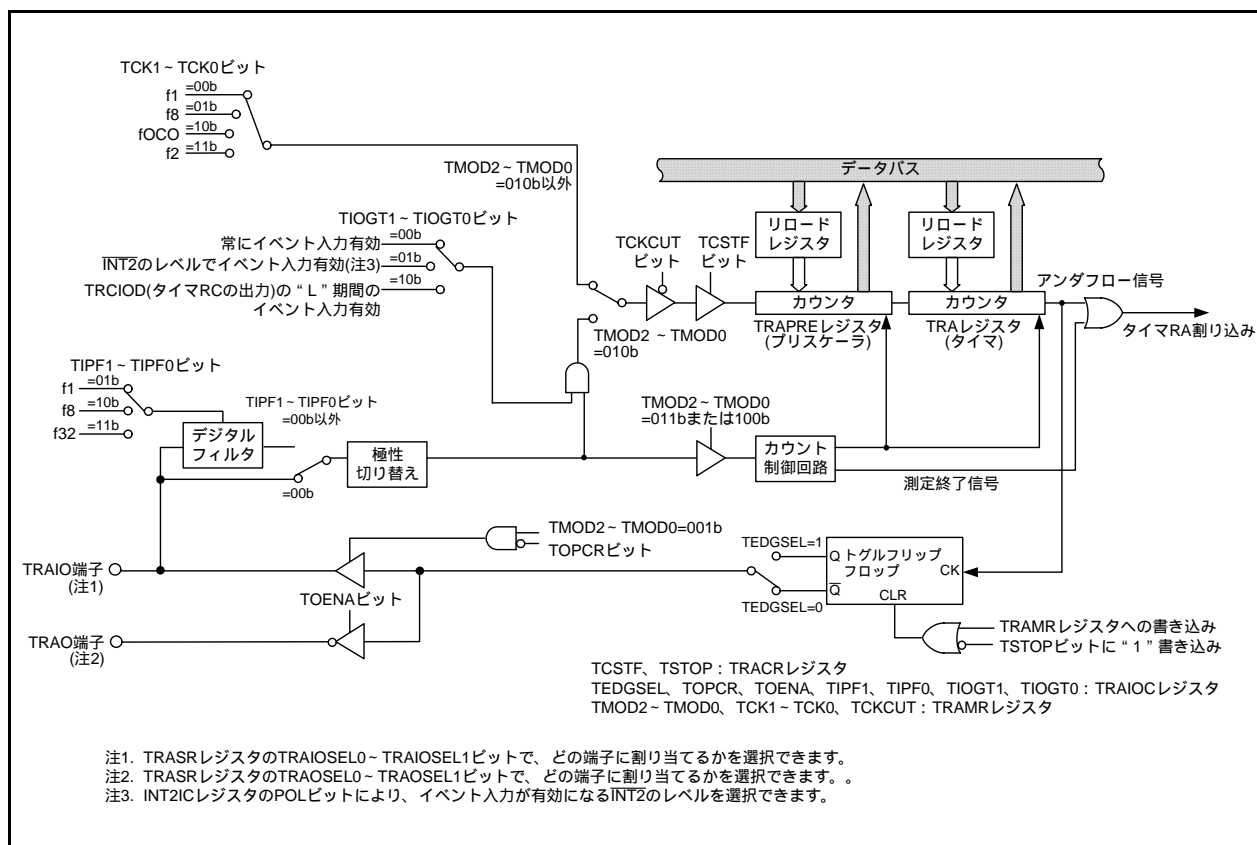 TCK1～TCK0ビット
f1 =00b
f8 =01b
fOCO =10b
f2 =11b
TMOD2～TMOD0
=010b以外
データバス
リロード
レジスタ
リロード
レジスタ
TIOGT1～TIOGT0ビット
常にイベント入力有効 =00b
INT2のレベルでイベント入力有効(注3) =01b
TRCIOD(タイマRCの出力)の“L”期間の
イベント入力有効
=10b
TCKCUT
ビット
TCSTF
ビット
カウンタ
TRAPREレジスタ
(プリスケーラ)
カウンタ
TRAレジスタ
(タイマ)
アンダフロー信号
タイマRA割り込み
TMOD2～TMOD0
=010b
TIPF1～TIPF0ビット
f1 =01b
f8 =10b
f32 =11b
デジタル
フィルタ
TIPF1～TIPF0ビット
=00b以外
=00b
極性
切り替え
TMOD2～TMOD0
=011bまたは100b
カウント
制御回路
測定終了信号
TMOD2～TMOD0=001b
TOPCRビット
TRAIO端子
(注1)
TOENAビット
TRAO端子
(注2)
TEDGSEL=1
TEDGSEL=0
Q トグルフリップ
フロップ
CK
Q
CLR
TRAMRレジスタへの書き込み
TSTOPビットに“1”書き込み
TCSTF、TSTOP：TRACRレジスタ
TEDGSEL、TOPCR、TOENA、TIPF1、TIPF0、TIOGT1、TIOGT0：TRAIOCレジスタ
TMOD2～TMOD0、TCK1～TCK0、TCKCUT：TRAMRレジスタ
注1. TRASRレジスタのTRAIOSEL0～TRAIOSEL1ビットで、どの端子に割り当てるかを選択できます。
注2. TRASRレジスタのTRAOSEL0～TRAOSEL1ビットで、どの端子に割り当てるかを選択できます。。
注3. INT2ICレジスタのPOLビットにより、イベント入力が有効になるINT2のレベルを選択できます。